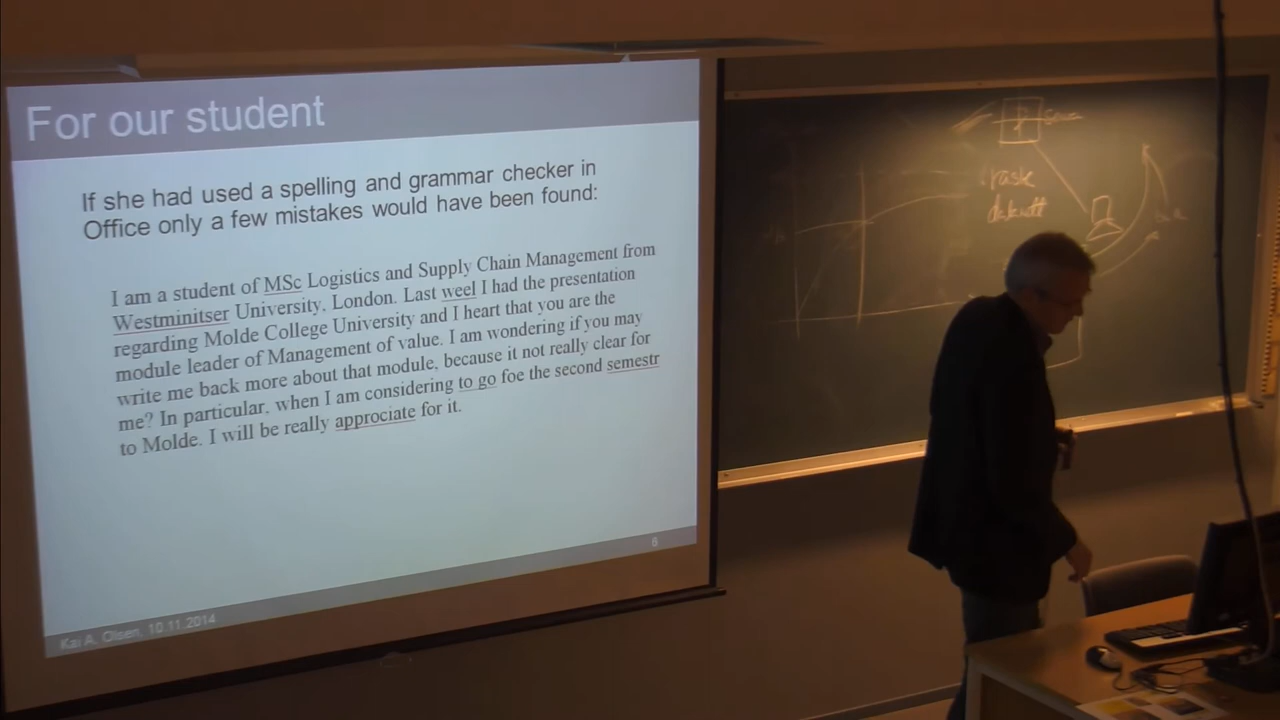 For our student
If she had used a spelling and grammar checker in
Office only a few mistakes would have been found:
I am a student of MSc Logistics and Supply Chain Management from
Westminitser University, London. Last weel I had the presentation
regarding Molde College University and I heart that you are the
module leader of Management of value. I am wondering if you may
write me back more about that module, because it not really clear for
me? In particular, when I am considering to go foe the second semestr
to Molde. I will be really approciate for it.
6
Kai A. Olsen, 10.11.2014